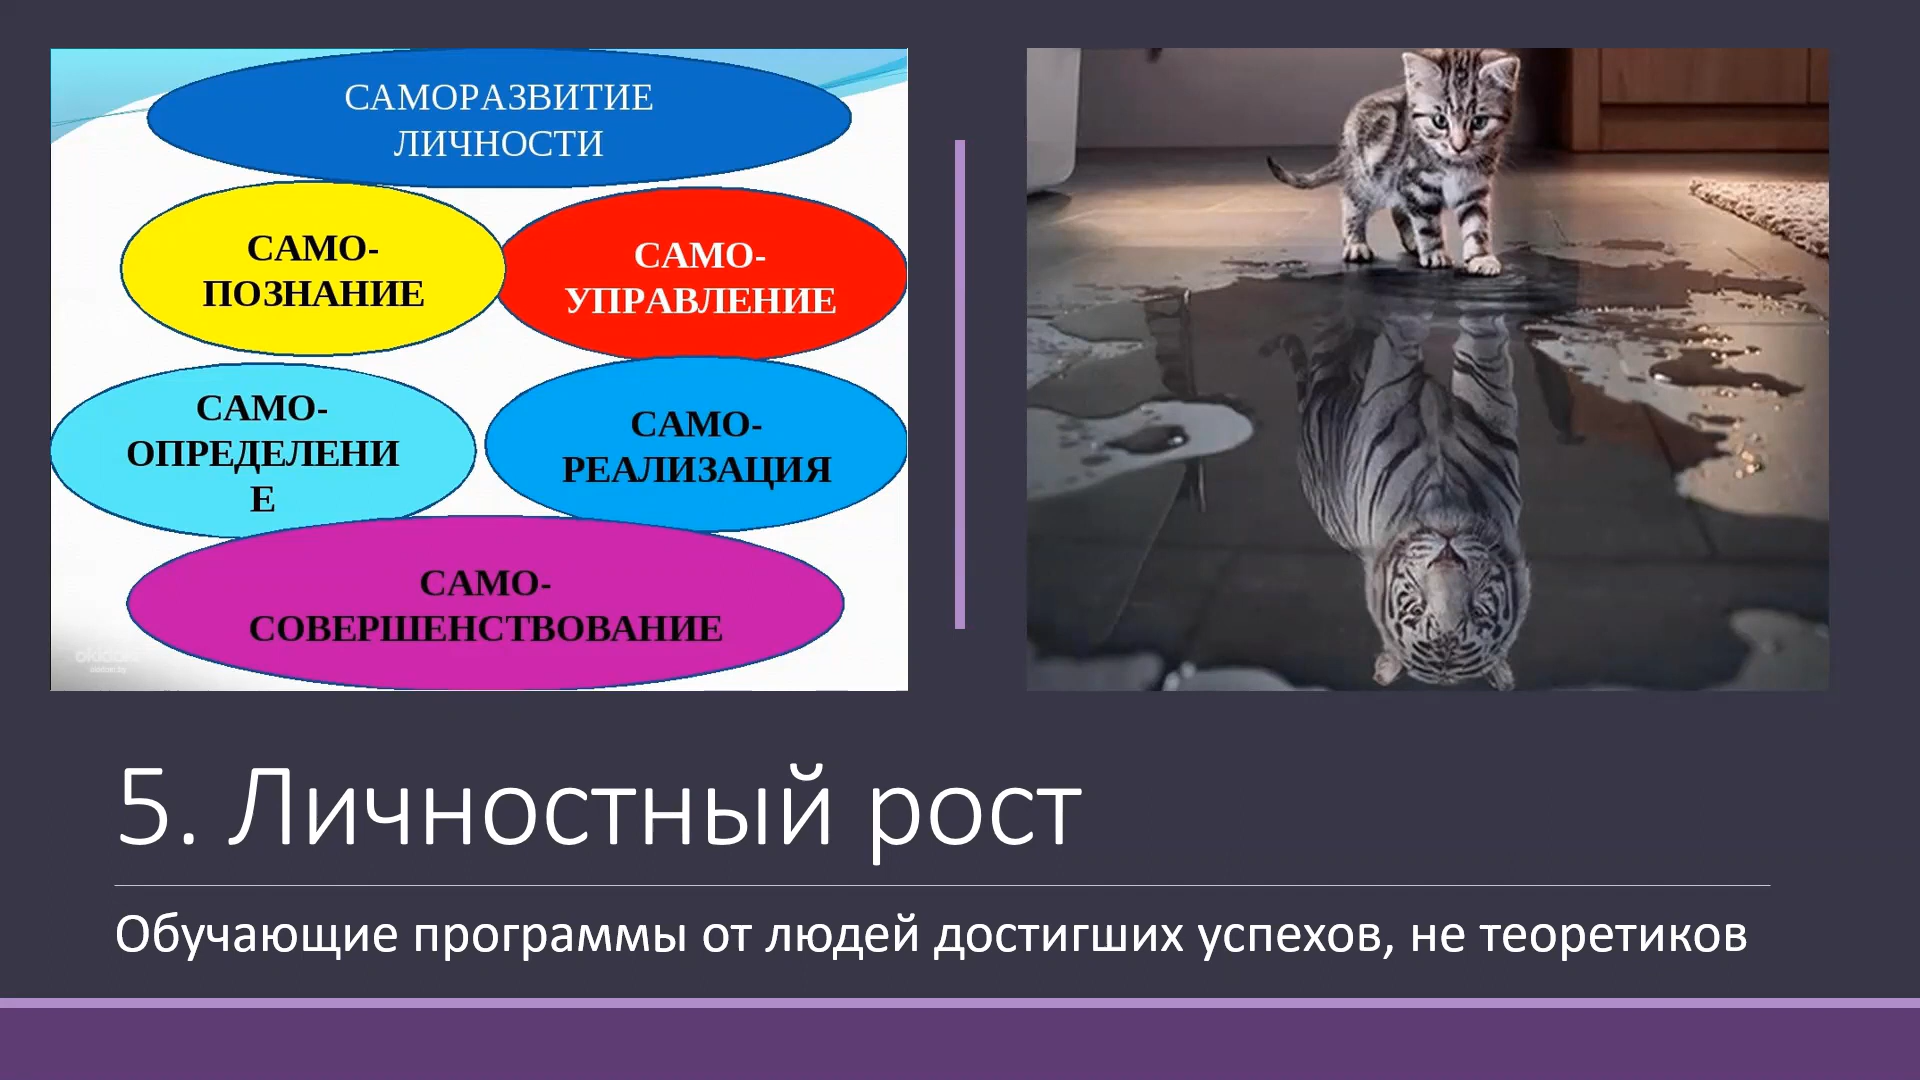 САМОРАЗВИТИЕ
ЛИЧНОСТИ
САМО-
ПОЗНАНИЕ
САМО-
УПРАВЛЕНИЕ
САМО-
ОПРЕДЕЛЕНИ
Е
САМО-
РЕАЛИЗАЦИЯ
САМО-
СОВЕРШЕНСТВОВАНИЕ
5. Личностный рост
Обучающие программы от людей достигших успехов, не теоретиков